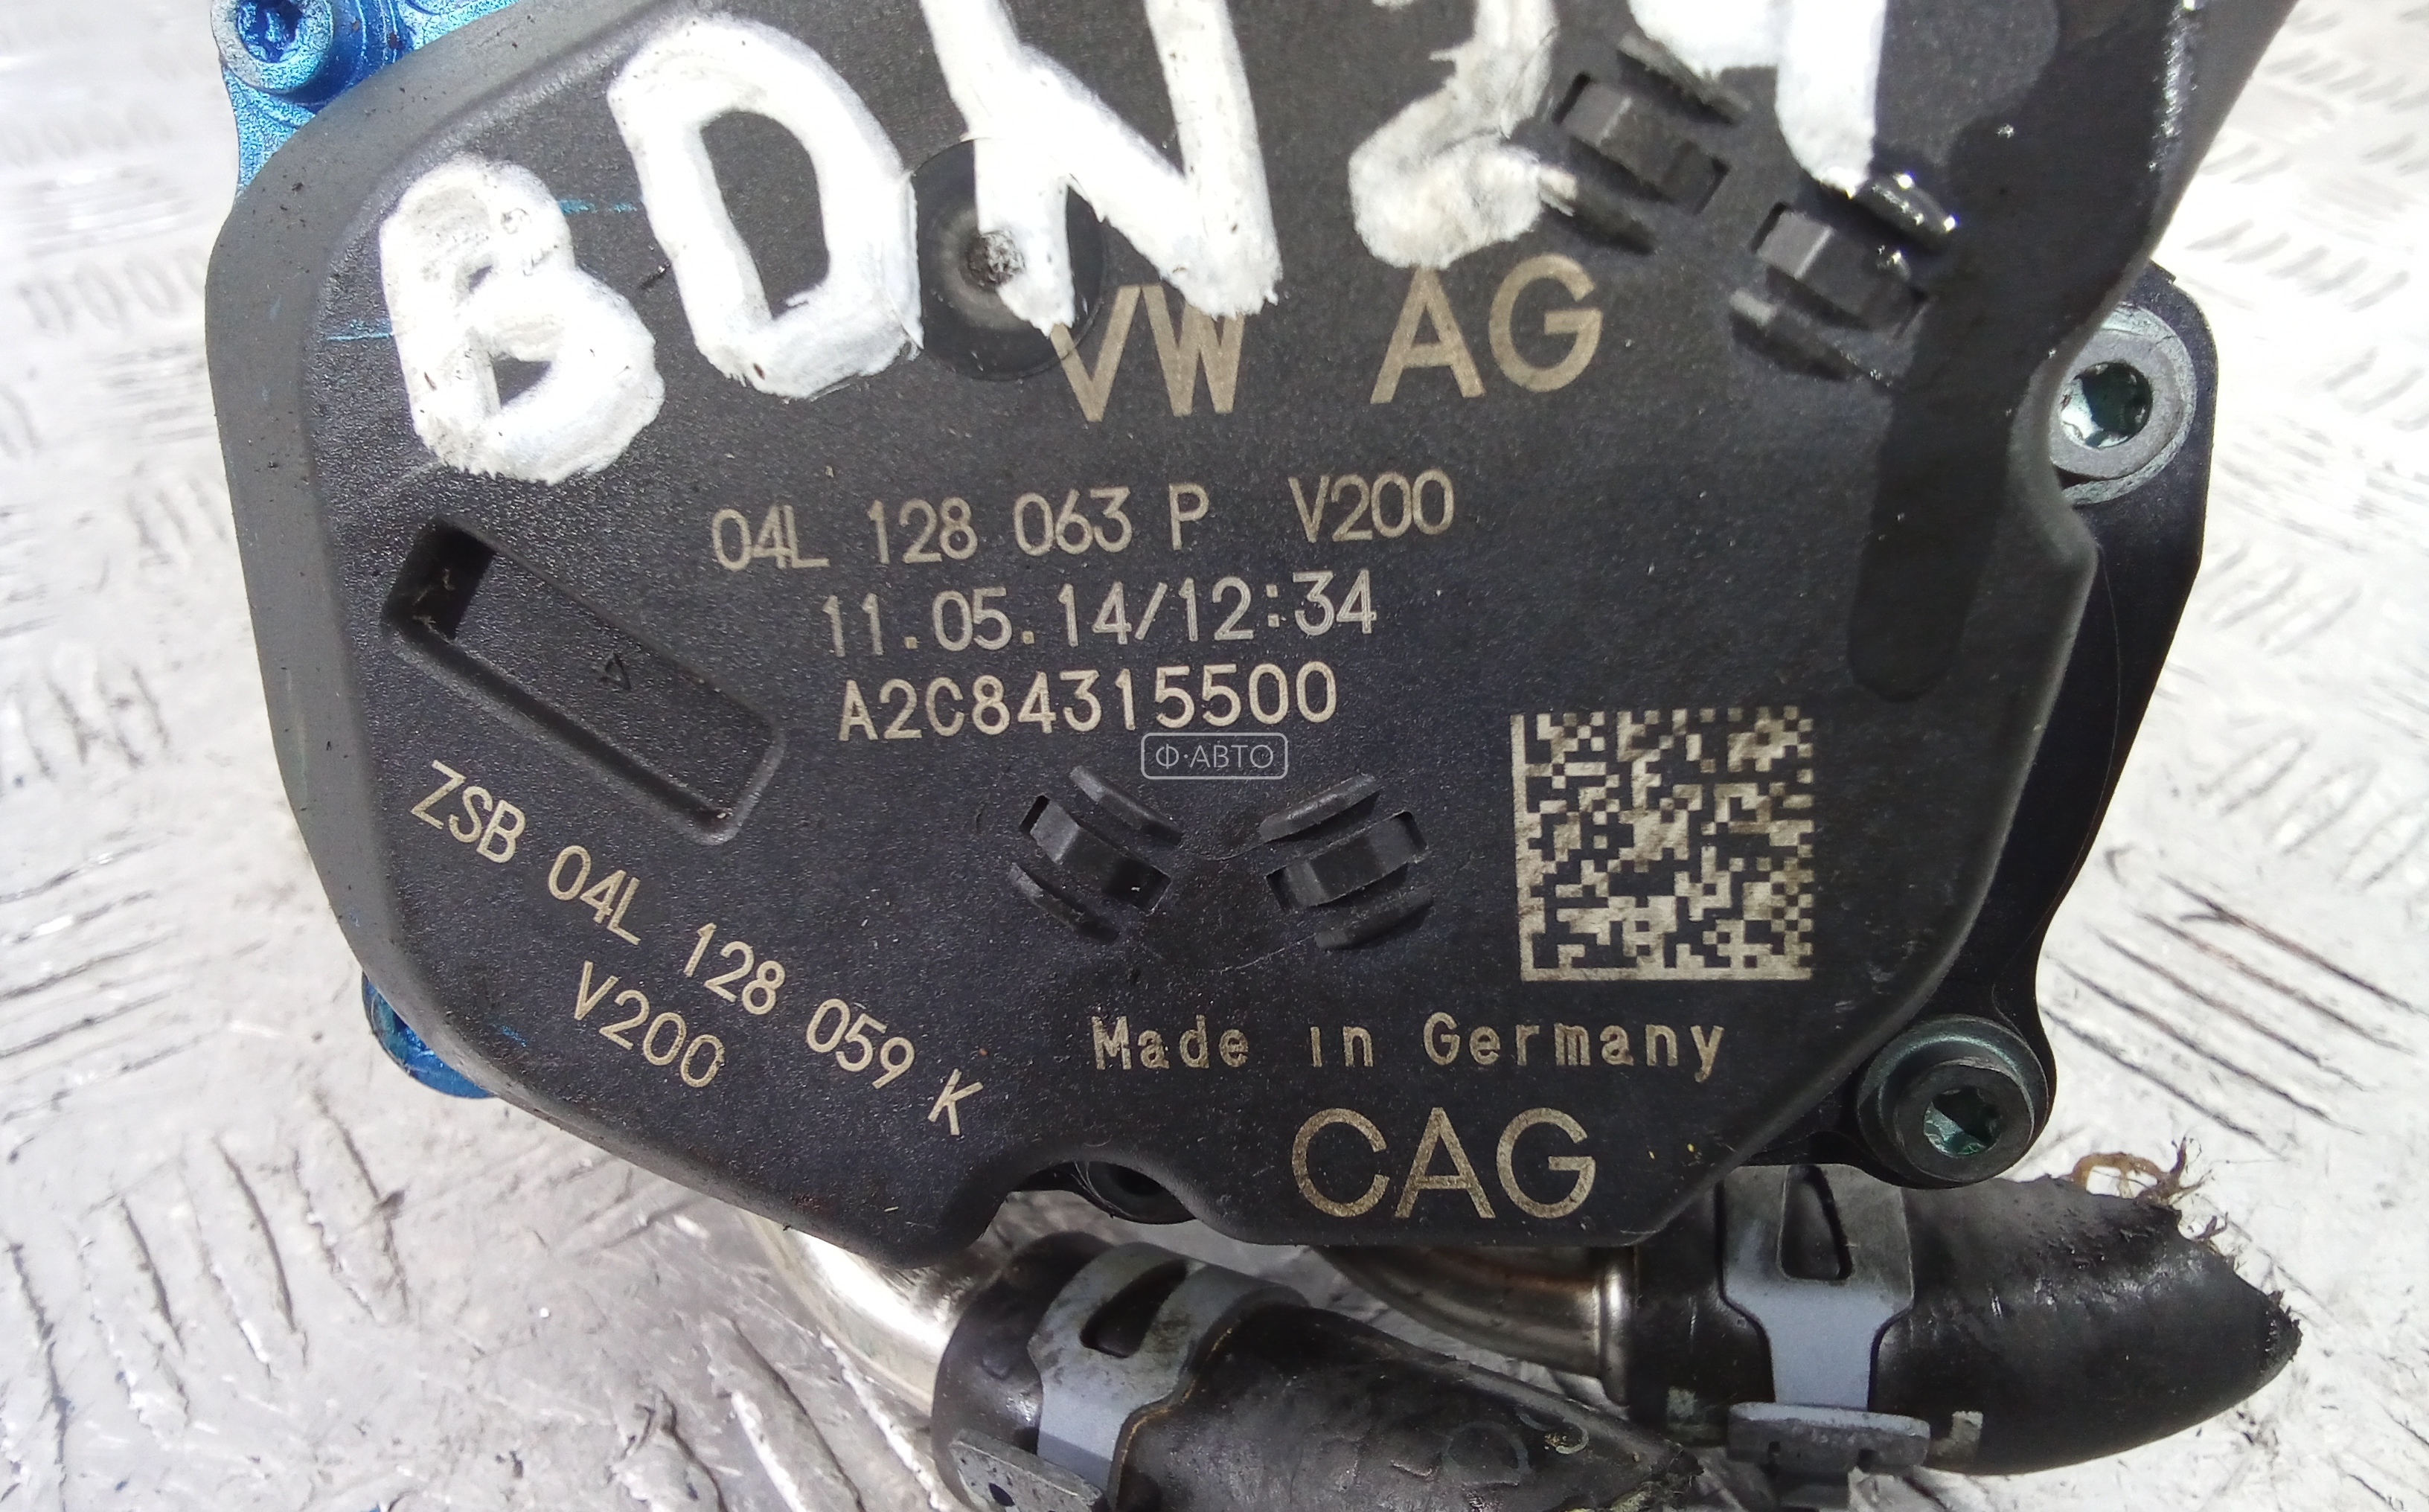 BDN21
VW AG
04L 128 063 P V200
11.05.14/12:34
A2C84315500
Ф·АВТО
ZSB 04L 128 059 K
V200
Made in Germany
CAG